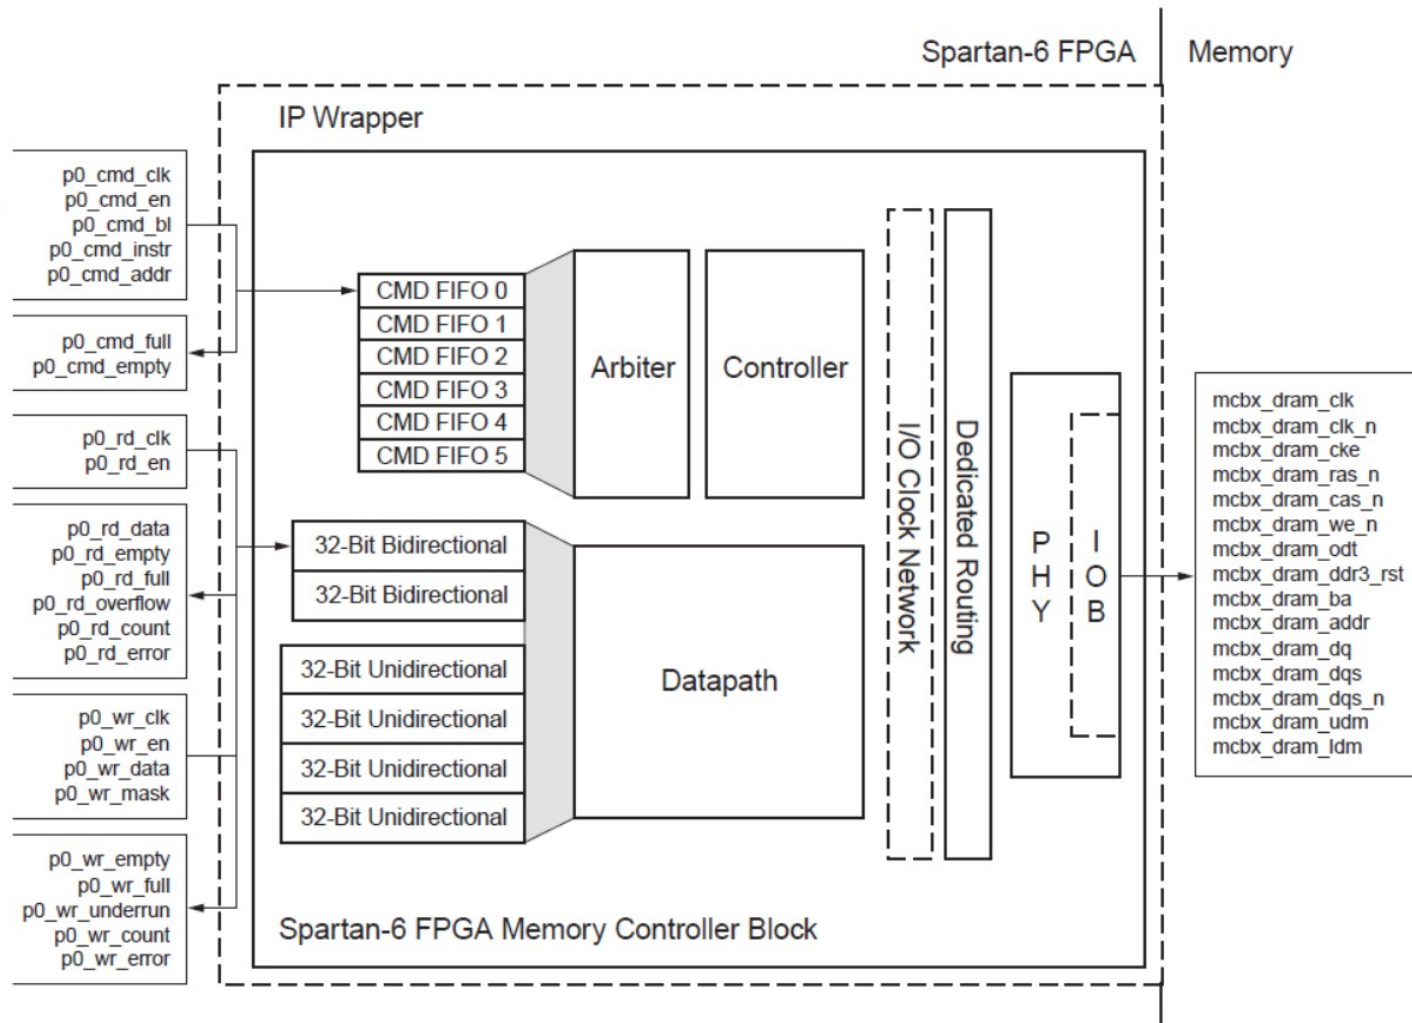 Spartan-6 FPGA
Memory
IP Wrapper
p0_cmd_clk
p0_cmd_en
p0_cmd_bl
p0_cmd_instr
p0_cmd_addr
p0_cmd_full
p0_cmd_empty
p0_rd_clk
p0_rd_en
p0_rd_data
p0_rd_empty
p0_rd_full
p0_rd_overflow
p0_rd_count
p0_rd_error
p0_wr_clk
p0_wr_en
p0_wr_data
p0_wr_mask
p0_wr_empty
p0_wr_full
p0_wr_underrun
p0_wr_count
p0_wr_error
CMD FIFO 0
CMD FIFO 1
CMD FIFO 2
CMD FIFO 3
CMD FIFO 4
CMD FIFO 5
Arbiter
Controller
32-Bit Bidirectional
32-Bit Bidirectional
32-Bit Unidirectional
32-Bit Unidirectional
32-Bit Unidirectional
32-Bit Unidirectional
Datapath
I/O Clock Network
Dedicated Routing
PHY
IOB
mcbx_dram_clk
mcbx_dram_clk_n
mcbx_dram_cke
mcbx_dram_ras_n
mcbx_dram_cas_n
mcbx_dram_we_n
mcbx_dram_odt
mcbx_dram_ddr3_rst
mcbx_dram_ba
mcbx_dram_addr
mcbx_dram_dq
mcbx_dram_dqs
mcbx_dram_dqs_n
mcbx_dram_udm
mcbx_dram_ldm
Spartan-6 FPGA Memory Controller Block